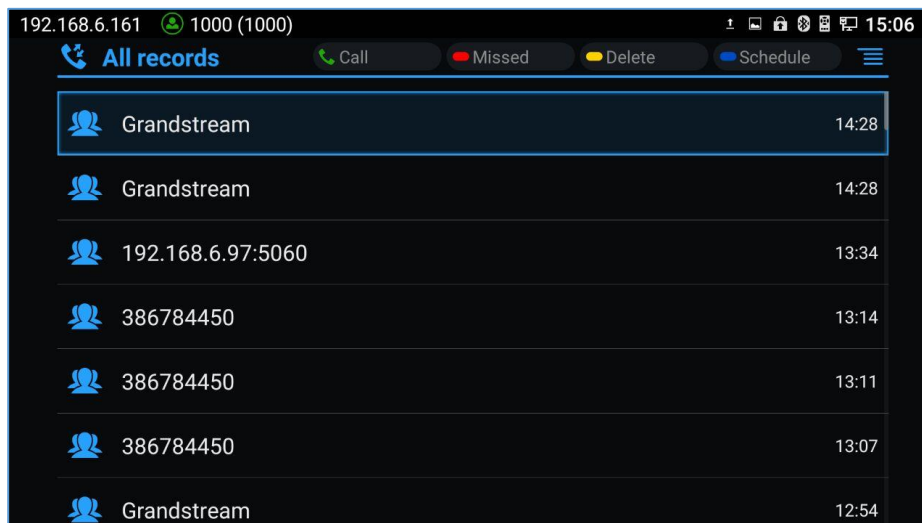 192.168.6.161 1000 (1000) 15:06
All records Call Missed Delete Schedule
Grandstream 14:28
Grandstream 14:28
192.168.6.97:5060 13:34
386784450 13:14
386784450 13:11
386784450 13:07
Grandstream 12:54